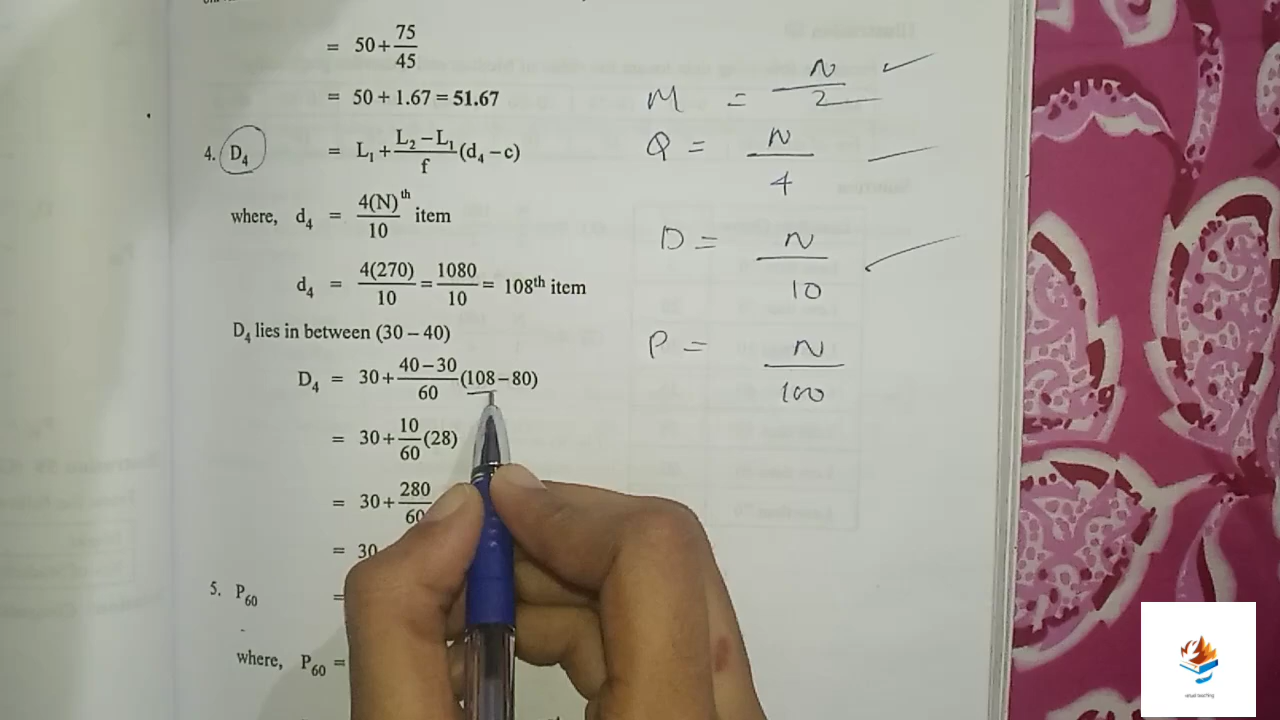 = 50 + 75/45
= 50 + 1.67 = 51.67
4. D₄ = L₁ + (L₂ – L₁)/f (d₄ – c)
where, d₄ = 4(N)ᵗʰ/10 item
d₄ = 4(270)/10 = 1080/10 = 108ᵗʰ item
D₄ lies in between (30 – 40)
D₄ = 30 + (40 – 30)/60 (108 – 80)
= 30 + 10/60 (28)
= 30 + 280/60
= 30
5. P₆₀ =
where, P₆₀ =
M = N/2
Q = N/4
D = N/10
P = N/100